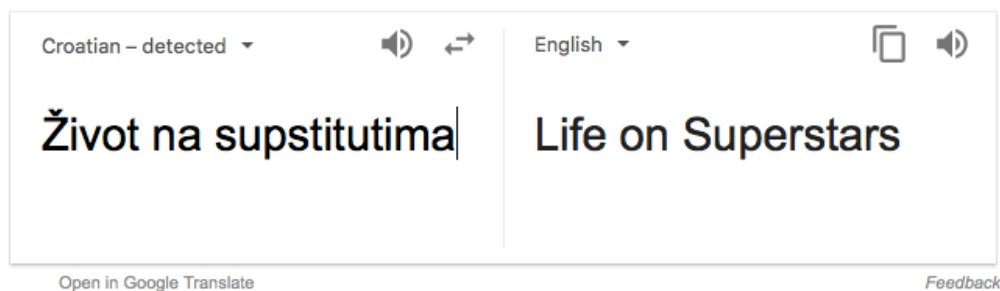 Croatian – detected
English
Život na supstitutima
Life on Superstars
Open in Google Translate
Feedback